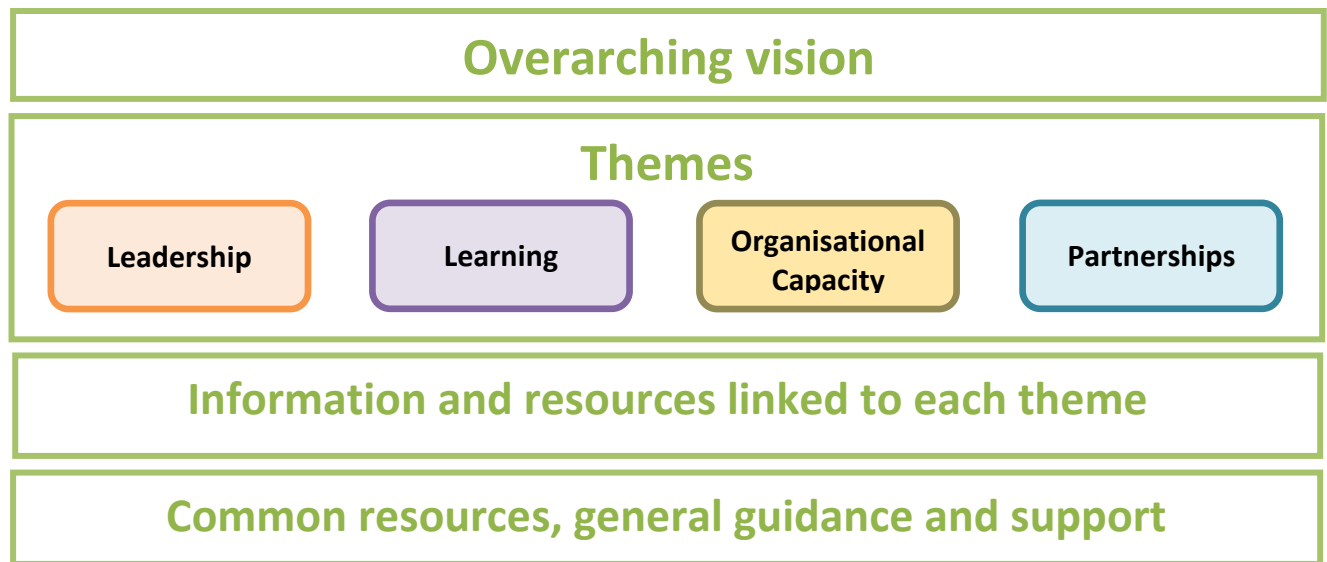 Overarching vision
Themes
Leadership
Learning
Organisational
Capacity
Partnerships
Information and resources linked to each theme
Common resources, general guidance and support